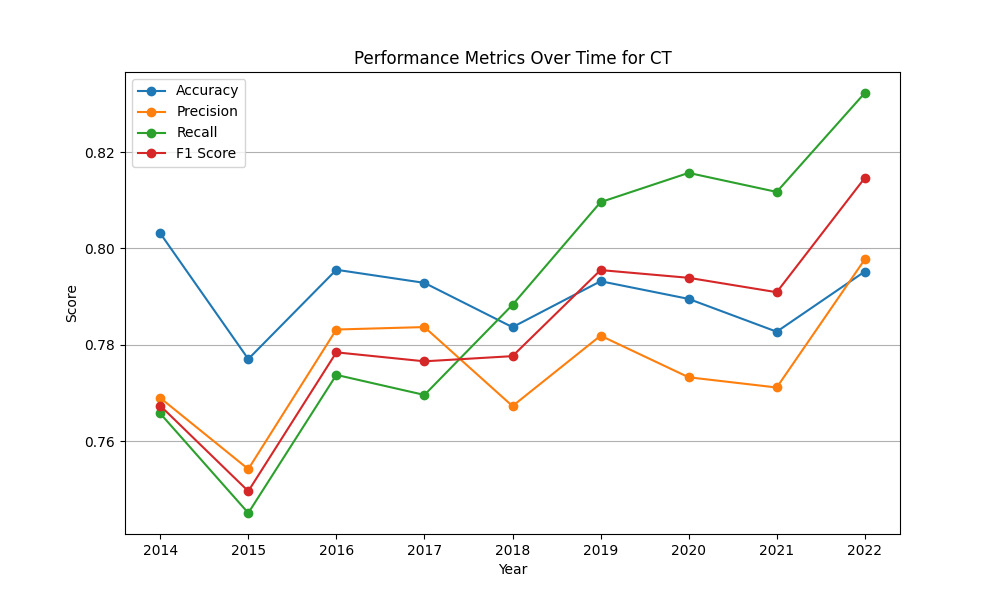 Performance Metrics Over Time for CT
Accuracy
Precision
Recall
F1 Score
0.82
0.80
0.78
0.76
Score
2014 2015 2016 2017 2018 2019 2020 2021 2022
Year